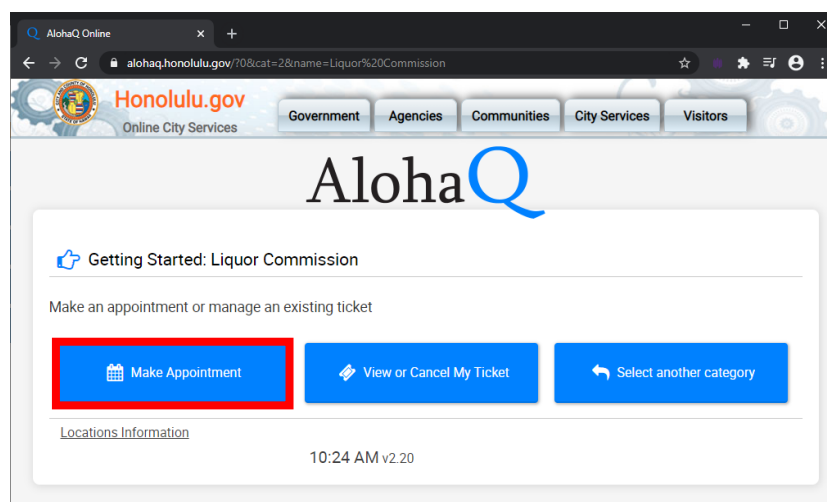 AlohaQ Online
alohaq.honolulu.gov/?0&cat=2&name=Liquor%20Commission
Honolulu.gov
Online City Services
Government Agencies Communities City Services Visitors
AlohaQ
Getting Started: Liquor Commission
Make an appointment or manage an existing ticket
Make Appointment View or Cancel My Ticket Select another category
Locations Information
10:24 AM v2.20